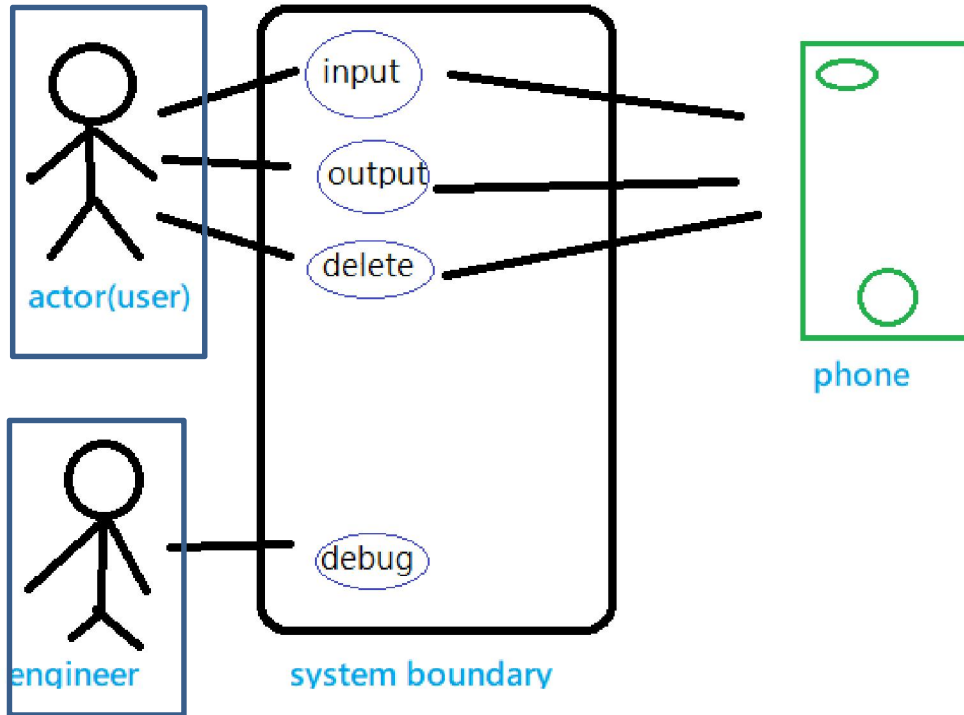 input
output
delete
actor(user)
phone
debug
engineer
system boundary